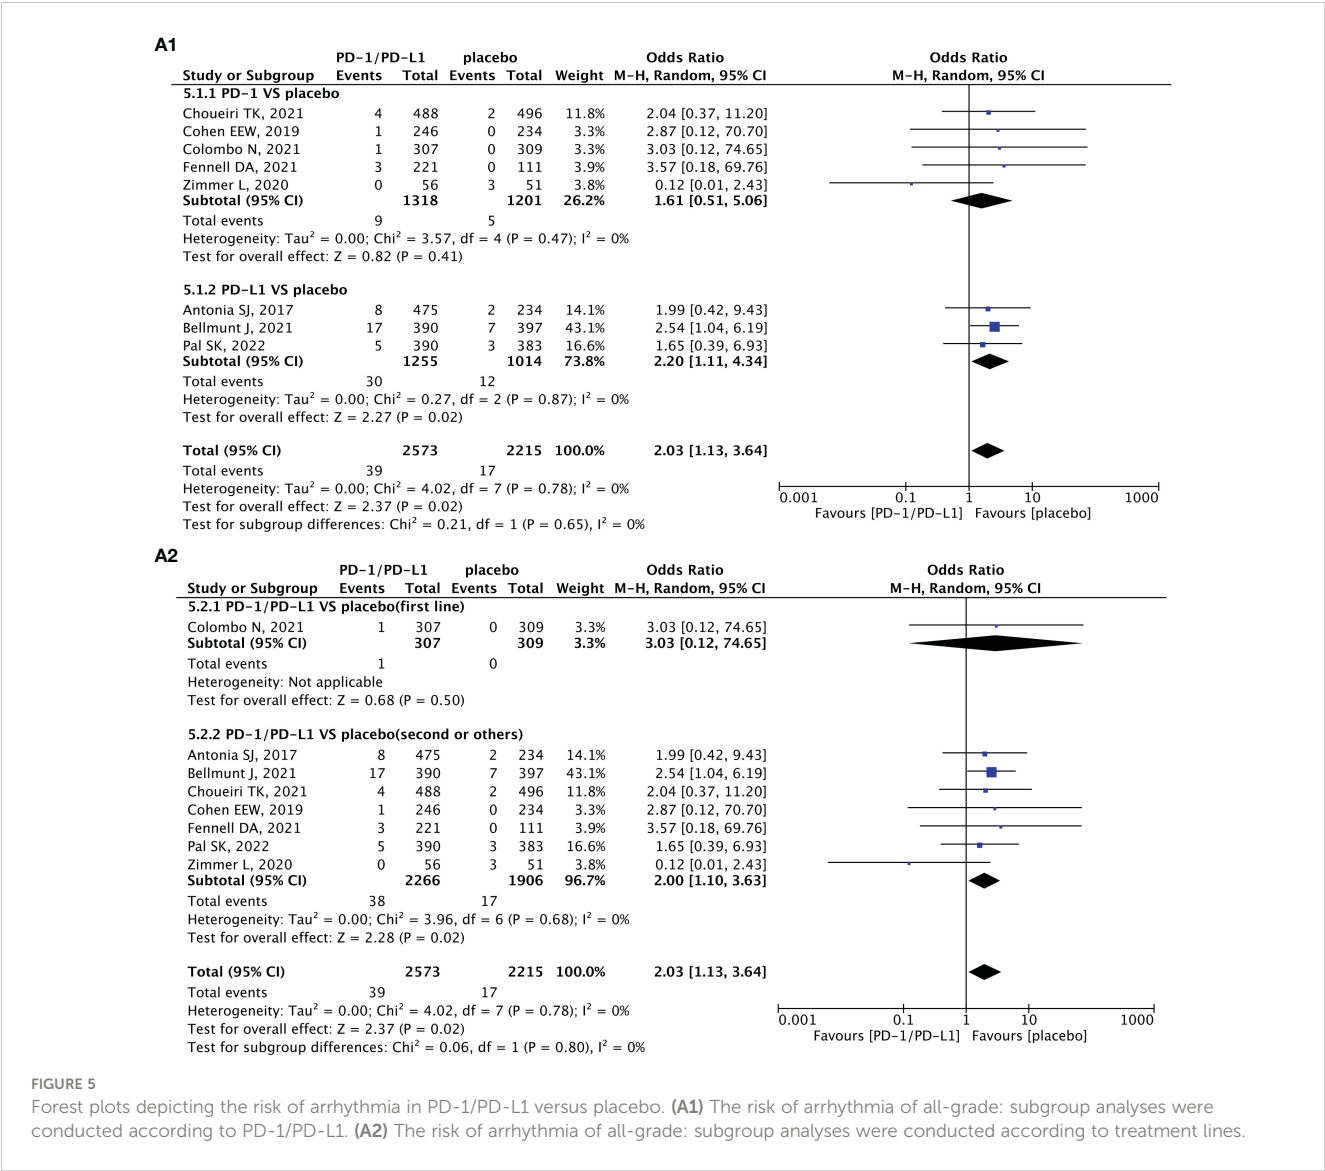 A1
PD-1/PD-L1 placebo Odds Ratio Odds Ratio
Study or Subgroup Events Total Events Total Weight M-H, Random, 95% CI M-H, Random, 95% CI
5.1.1 PD-1 VS placebo
Choueiri TK, 2021 4 488 2 496 11.8% 2.04 [0.37, 11.20]
Cohen EEW, 2019 1 246 0 234 3.3% 2.87 [0.12, 70.70]
Colombo N, 2021 1 307 0 309 3.3% 3.03 [0.12, 74.65]
Fennell DA, 2021 3 221 0 111 3.9% 3.57 [0.18, 69.76]
Zimmer L, 2020 0 56 3 51 3.8% 0.12 [0.01, 2.43]
Subtotal (95% CI) 1318 1201 26.2% 1.61 [0.51, 5.06]
Total events 9 5
Heterogeneity: Tau² = 0.00; Chi² = 3.57, df = 4 (P = 0.47); I² = 0%
Test for overall effect: Z = 0.82 (P = 0.41)
5.1.2 PD-L1 VS placebo
Antonia SJ, 2017 8 475 2 234 14.1% 1.99 [0.42, 9.43]
Bellmunt J, 2021 17 390 7 397 43.1% 2.54 [1.04, 6.19]
Pal SK, 2022 5 390 3 383 16.6% 1.65 [0.39, 6.93]
Subtotal (95% CI) 1255 1014 73.8% 2.20 [1.11, 4.34]
Total events 30 12
Heterogeneity: Tau² = 0.00; Chi² = 0.27, df = 2 (P = 0.87); I² = 0%
Test for overall effect: Z = 2.27 (P = 0.02)
Total (95% CI) 2573 2215 100.0% 2.03 [1.13, 3.64]
Total events 39 17
Heterogeneity: Tau² = 0.00; Chi² = 4.02, df = 7 (P = 0.78); I² = 0%
Test for overall effect: Z = 2.37 (P = 0.02)
Test for subgroup differences: Chi² = 0.21, df = 1 (P = 0.65), I² = 0%
0.001 0.1 1 10 1000
Favours [PD-1/PD-L1] Favours [placebo]
A2
PD-1/PD-L1 placebo Odds Ratio Odds Ratio
Study or Subgroup Events Total Events Total Weight M-H, Random, 95% CI M-H, Random, 95% CI
5.2.1 PD-1/PD-L1 VS placebo(first line)
Colombo N, 2021 1 307 0 309 3.3% 3.03 [0.12, 74.65]
Subtotal (95% CI) 307 309 3.3% 3.03 [0.12, 74.65]
Total events 1 0
Heterogeneity: Not applicable
Test for overall effect: Z = 0.68 (P = 0.50)
5.2.2 PD-1/PD-L1 VS placebo(second or others)
Antonia SJ, 2017 8 475 2 234 14.1% 1.99 [0.42, 9.43]
Bellmunt J, 2021 17 390 7 397 43.1% 2.54 [1.04, 6.19]
Choueiri TK, 2021 4 488 2 496 11.8% 2.04 [0.37, 11.20]
Cohen EEW, 2019 1 246 0 234 3.3% 2.87 [0.12, 70.70]
Fennell DA, 2021 3 221 0 111 3.9% 3.57 [0.18, 69.76]
Pal SK, 2022 5 390 3 383 16.6% 1.65 [0.39, 6.93]
Zimmer L, 2020 0 56 3 51 3.8% 0.12 [0.01, 2.43]
Subtotal (95% CI) 2266 1906 96.7% 2.00 [1.10, 3.63]
Total events 38 17
Heterogeneity: Tau² = 0.00; Chi² = 3.96, df = 6 (P = 0.68); I² = 0%
Test for overall effect: Z = 2.28 (P = 0.02)
Total (95% CI) 2573 2215 100.0% 2.03 [1.13, 3.64]
Total events 39 17
Heterogeneity: Tau² = 0.00; Chi² = 4.02, df = 7 (P = 0.78); I² = 0%
Test for overall effect: Z = 2.37 (P = 0.02)
Test for subgroup differences: Chi² = 0.06, df = 1 (P = 0.80), I² = 0%
0.001 0.1 1 10 1000
Favours [PD-1/PD-L1] Favours [placebo]
FIGURE 5
Forest plots depicting the risk of arrhythmia in PD-1/PD-L1 versus placebo. (A1) The risk of arrhythmia of all-grade: subgroup analyses were
conducted according to PD-1/PD-L1. (A2) The risk of arrhythmia of all-grade: subgroup analyses were conducted according to treatment lines.